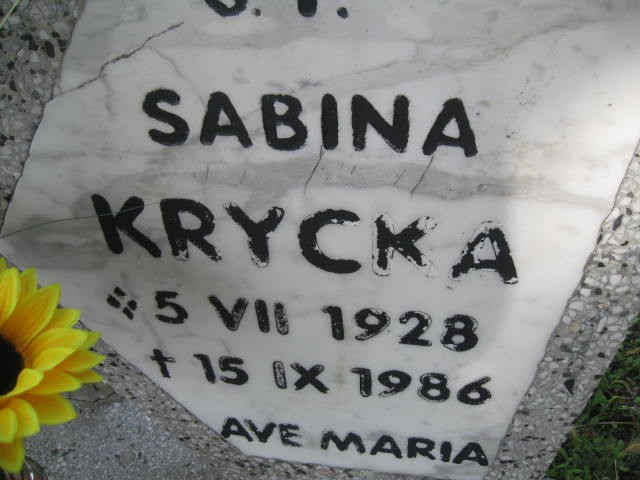 Ś. P.
SABINA
KRYCKA
* 5 VII 1928
† 15 IX 1986
AVE MARIA